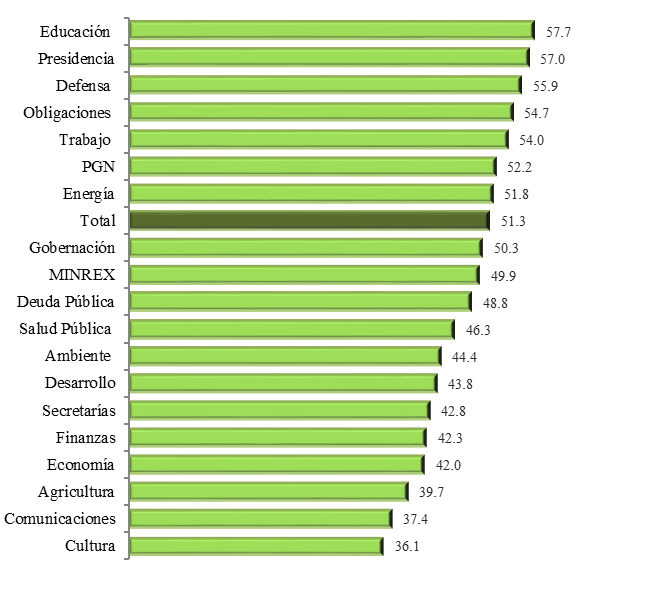 Educación 57.7
Presidencia 57.0
Defensa 55.9
Obligaciones 54.7
Trabajo 54.0
PGN 52.2
Energía 51.8
Total 51.3
Gobernación 50.3
MINREX 49.9
Deuda Pública 48.8
Salud Pública 46.3
Ambiente 44.4
Desarrollo 43.8
Secretarías 42.8
Finanzas 42.3
Economía 42.0
Agricultura 39.7
Comunicaciones 37.4
Cultura 36.1